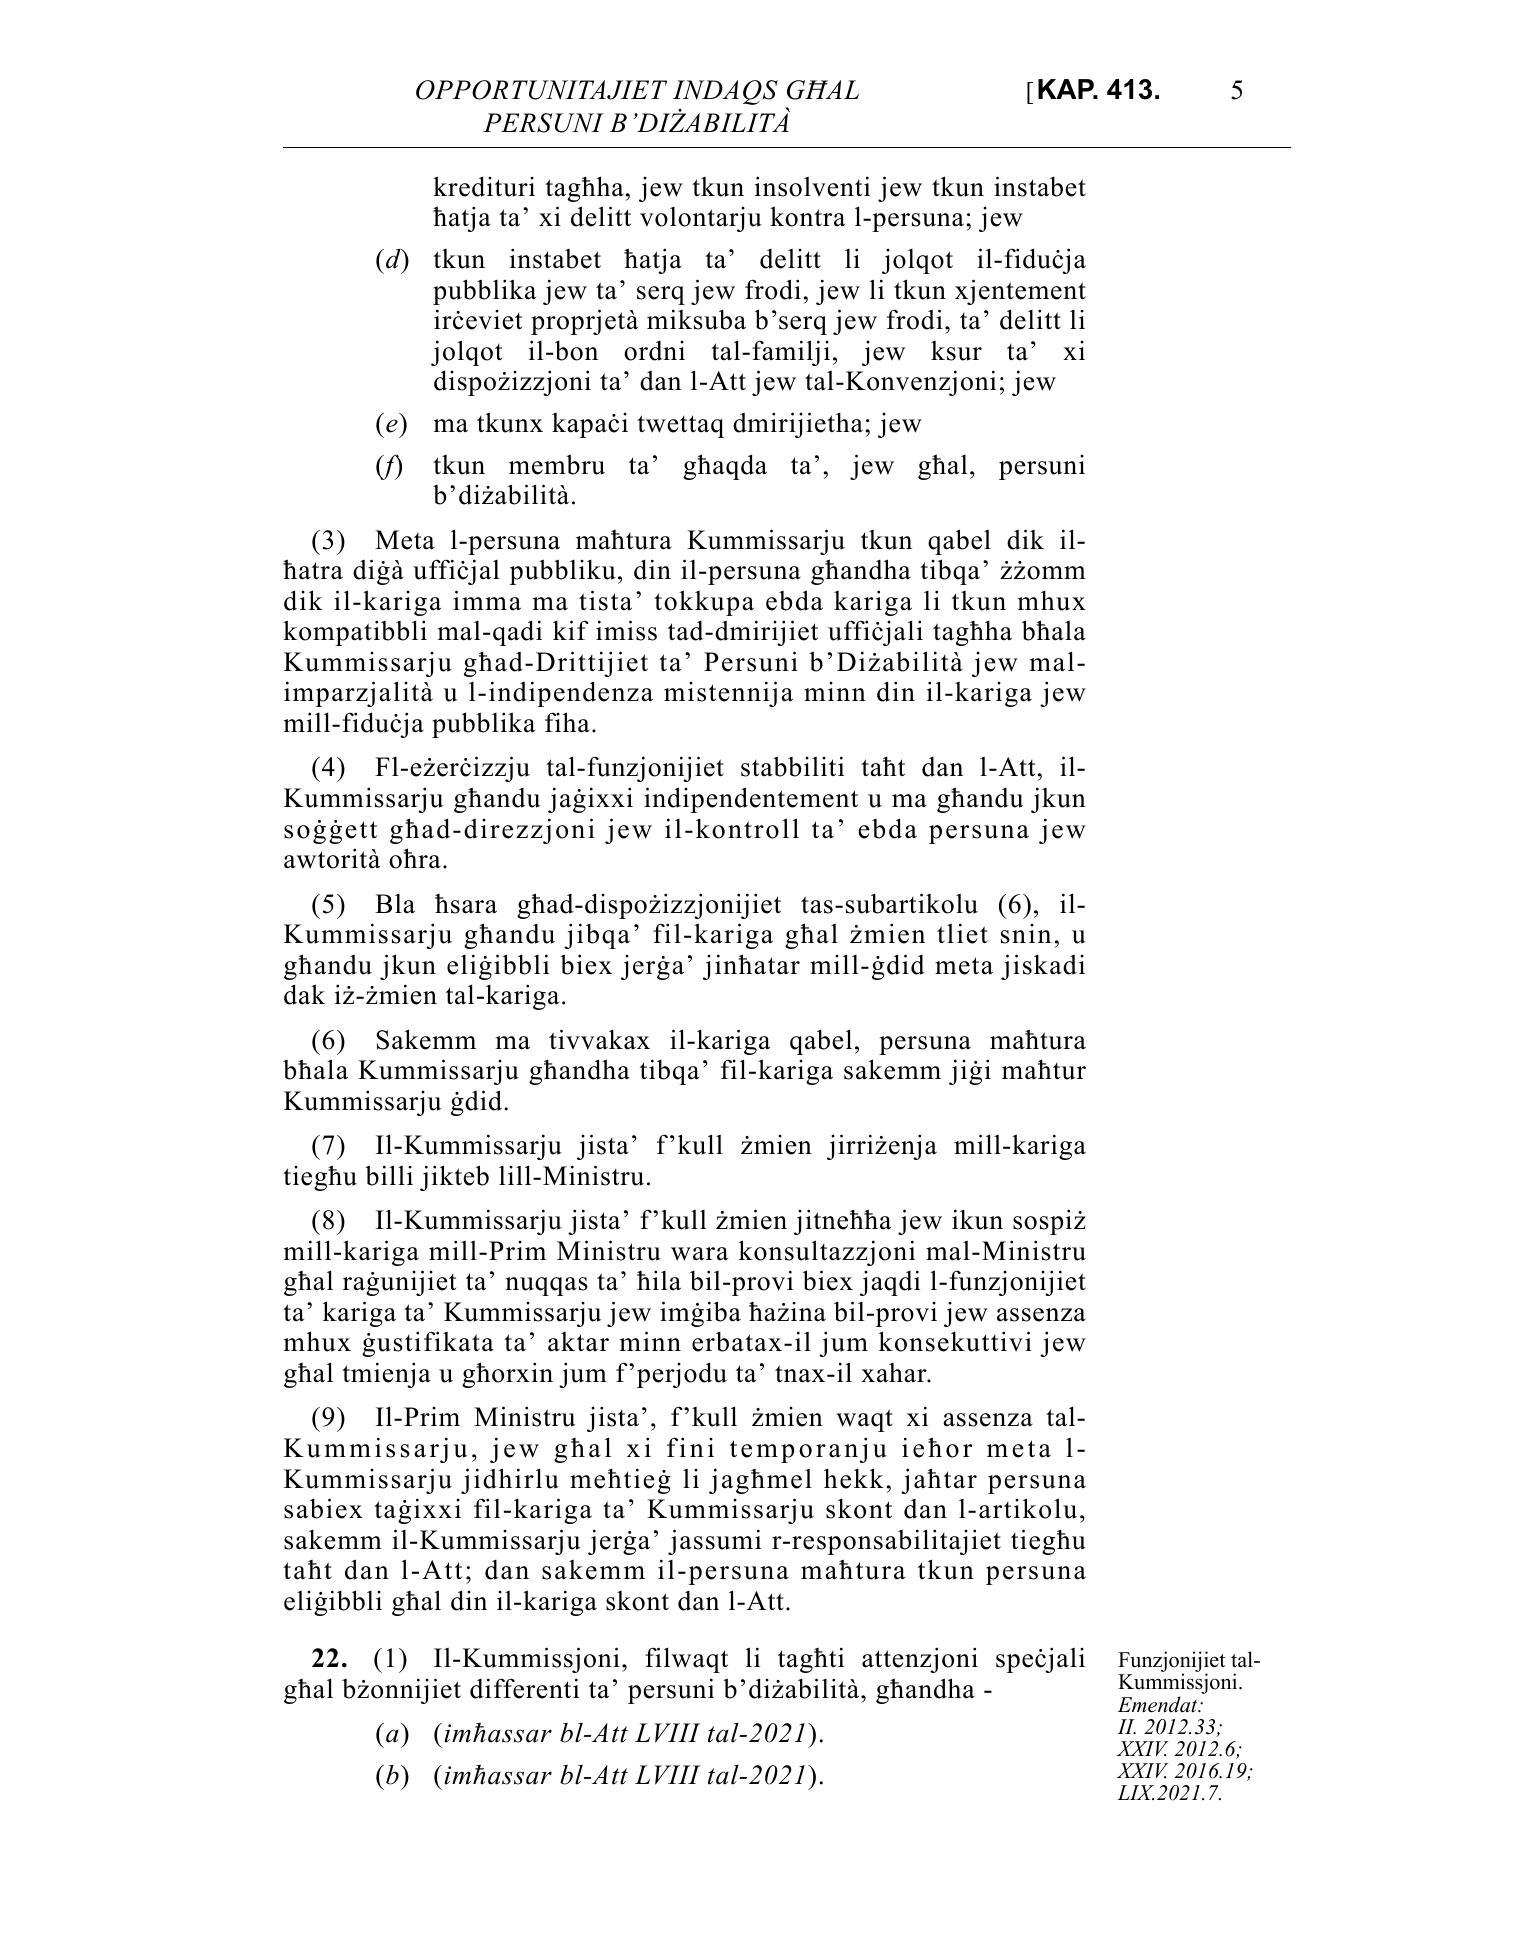 OPPORTUNITAJIET INDAQS GĦAL [KAP. 413. 5
PERSUNI B’DIŻABILITÀ
kredituri tagħha, jew tkun insolventi jew tkun instabet
ħatja ta’ xi delitt volontarju kontra l-persuna; jew
(d) tkun instabet ħatja ta’ delitt li jolqot il-fiduċja
pubblika jew ta’ serq jew frodi, jew li tkun xjentement
irċeviet proprjetà miksuba b’serq jew frodi, ta’ delitt li
jolqot il-bon ordni tal-familji, jew ksur ta’ xi
dispożizzjoni ta’ dan l-Att jew tal-Konvenzjoni; jew
(e) ma tkunx kapaċi twettaq dmirijietha; jew
(f) tkun membru ta’ għaqda ta’, jew għal, persuni
b’diżabilità.
(3) Meta l-persuna maħtura Kummissarju tkun qabel dik il-
ħatra diġà uffiċjal pubbliku, din il-persuna għandha tibqa’ żżomm
dik il-kariga imma ma tista’ tokkupa ebda kariga li tkun mhux
kompatibbli mal-qadi kif imiss tad-dmirijiet uffiċjali tagħha bħala
Kummissarju għad-Drittijiet ta’ Persuni b’Diżabilità jew mal-
imparzjalità u l-indipendenza mistennija minn din il-kariga jew
mill-fiduċja pubblika fiha.
(4) Fl-eżerċizzju tal-funzjonijiet stabbiliti taħt dan l-Att, il-
Kummissarju għandu jaġixxi indipendentement u ma għandu jkun
soġġett għad-direzzjoni jew il-kontroll ta’ ebda persuna jew
awtorità oħra.
(5) Bla ħsara għad-dispożizzjonijiet tas-subartikolu (6), il-
Kummissarju għandu jibqa’ fil-kariga għal żmien tliet snin, u
għandu jkun eliġibbli biex jerġa’ jinħatar mill-ġdid meta jiskadi
dak iż-żmien tal-kariga.
(6) Sakemm ma tivvakax il-kariga qabel, persuna maħtura
bħala Kummissarju għandha tibqa’ fil-kariga sakemm jiġi maħtur
Kummissarju ġdid.
(7) Il-Kummissarju jista’ f’kull żmien jirriżenja mill-kariga
tiegħu billi jikteb lill-Ministru.
(8) Il-Kummissarju jista’ f’kull żmien jitneħħa jew ikun sospiż
mill-kariga mill-Prim Ministru wara konsultazzjoni mal-Ministru
għal raġunijiet ta’ nuqqas ta’ ħila bil-provi biex jaqdi l-funzjonijiet
ta’ kariga ta’ Kummissarju jew imġiba ħażina bil-provi jew assenza
mhux ġustifikata ta’ aktar minn erbatax-il jum konsekuttivi jew
għal tmienja u għorxin jum f’perjodu ta’ tnax-il xahar.
(9) Il-Prim Ministru jista’, f’kull żmien waqt xi assenza tal-
Kummissarju, jew għal xi fini temporanju ieħor meta l-
Kummissarju jidhirlu meħtieġ li jagħmel hekk, jaħtar persuna
sabiex taġixxi fil-kariga ta’ Kummissarju skont dan l-artikolu,
sakemm il-Kummissarju jerġa’ jassumi r-responsabilitajiet tiegħu
taħt dan l-Att; dan sakemm il-persuna maħtura tkun persuna
eliġibbli għal din il-kariga skont dan l-Att.
22. (1) Il-Kummissjoni, filwaqt li tagħti attenzjoni speċjali
għal bżonnijiet differenti ta’ persuni b’diżabilità, għandha -
(a) (imħassar bl-Att LVIII tal-2021).
(b) (imħassar bl-Att LVIII tal-2021).
Funzjonijiet tal-
Kummissjoni.
Emendat:
II. 2012.33;
XXIV. 2012.6;
XXIV. 2016.19;
LIX.2021.7.